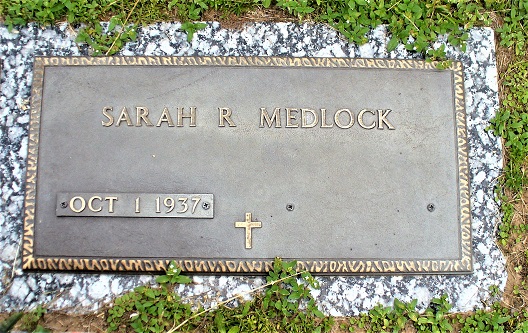 SARAH R MEDLOCK
OCT 1 1937